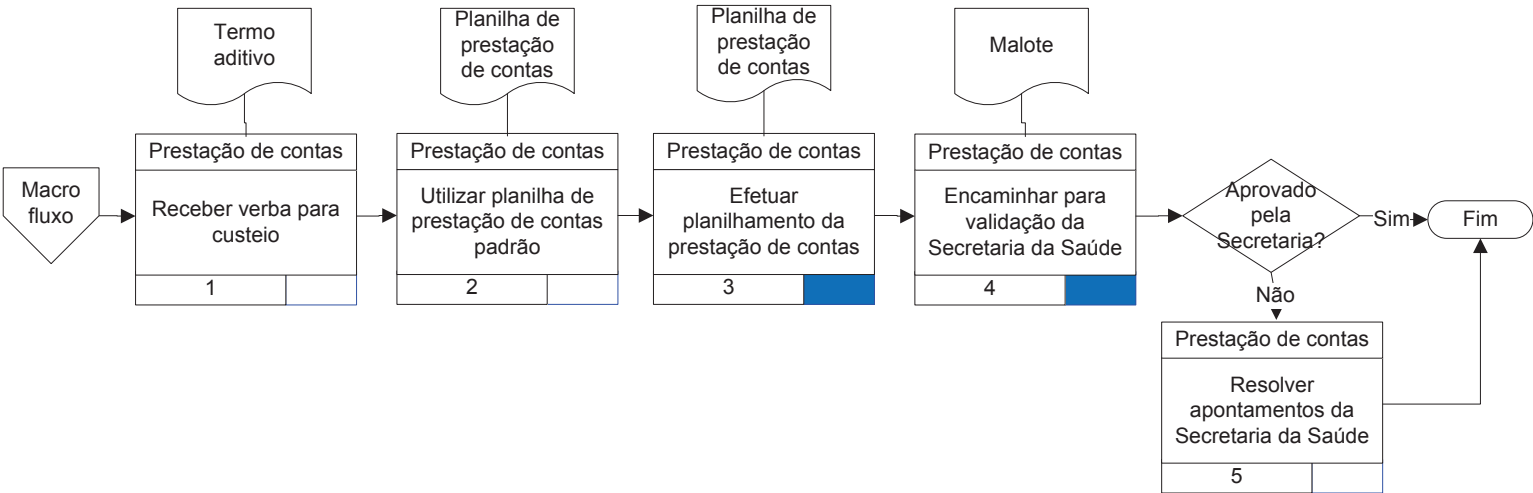 Termo
aditivo
Planilha de
prestação
de contas
Planilha de
prestação
de contas
Malote
Macro
fluxo
Prestação de contas
Receber verba para
custeio
1
Prestação de contas
Utilizar planilha de
prestação de contas
padrão
2
Prestação de contas
Efetuar
planilhamento da
prestação de contas
3
Prestação de contas
Encaminhar para
validação da
Secretaria da Saúde
4
Aprovado
pela
Secretaria?
Sim
Fim
Não
Prestação de contas
Resolver
apontamentos da
Secretaria da Saúde
5